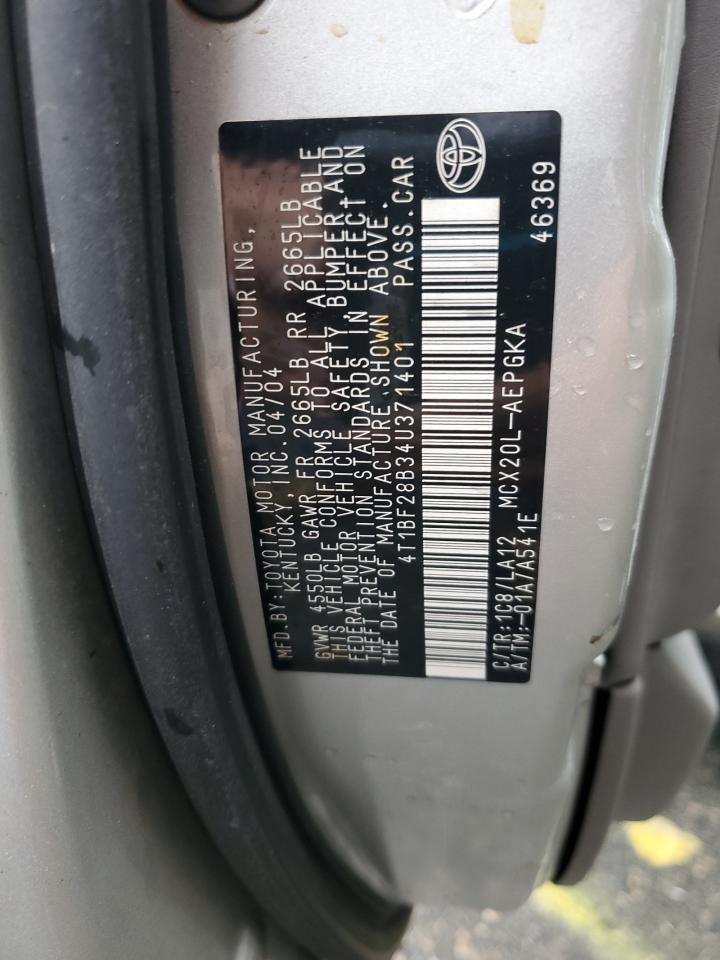 MFD.BY:TOYOTA MOTOR MANUFACTURING,
KENTUCKY, INC. 04/04
GVWR 4550LB GAWR FR 2665LB RR 2665LB
THIS VEHICLE CONFORMS TO ALL APPLICABLE
FEDERAL MOTOR VEHICLE SAFETY, BUMPER, AND
THEFT PREVENTION STANDARDS IN EFFECT ON
THE DATE OF MANUFACTURE SHOWN ABOVE.
4T1BF28B34U371401 PASS.CAR
C/TR:1C8/LA12 MCX20L-AEPGKA
A/TM:-01A/A541E 46369